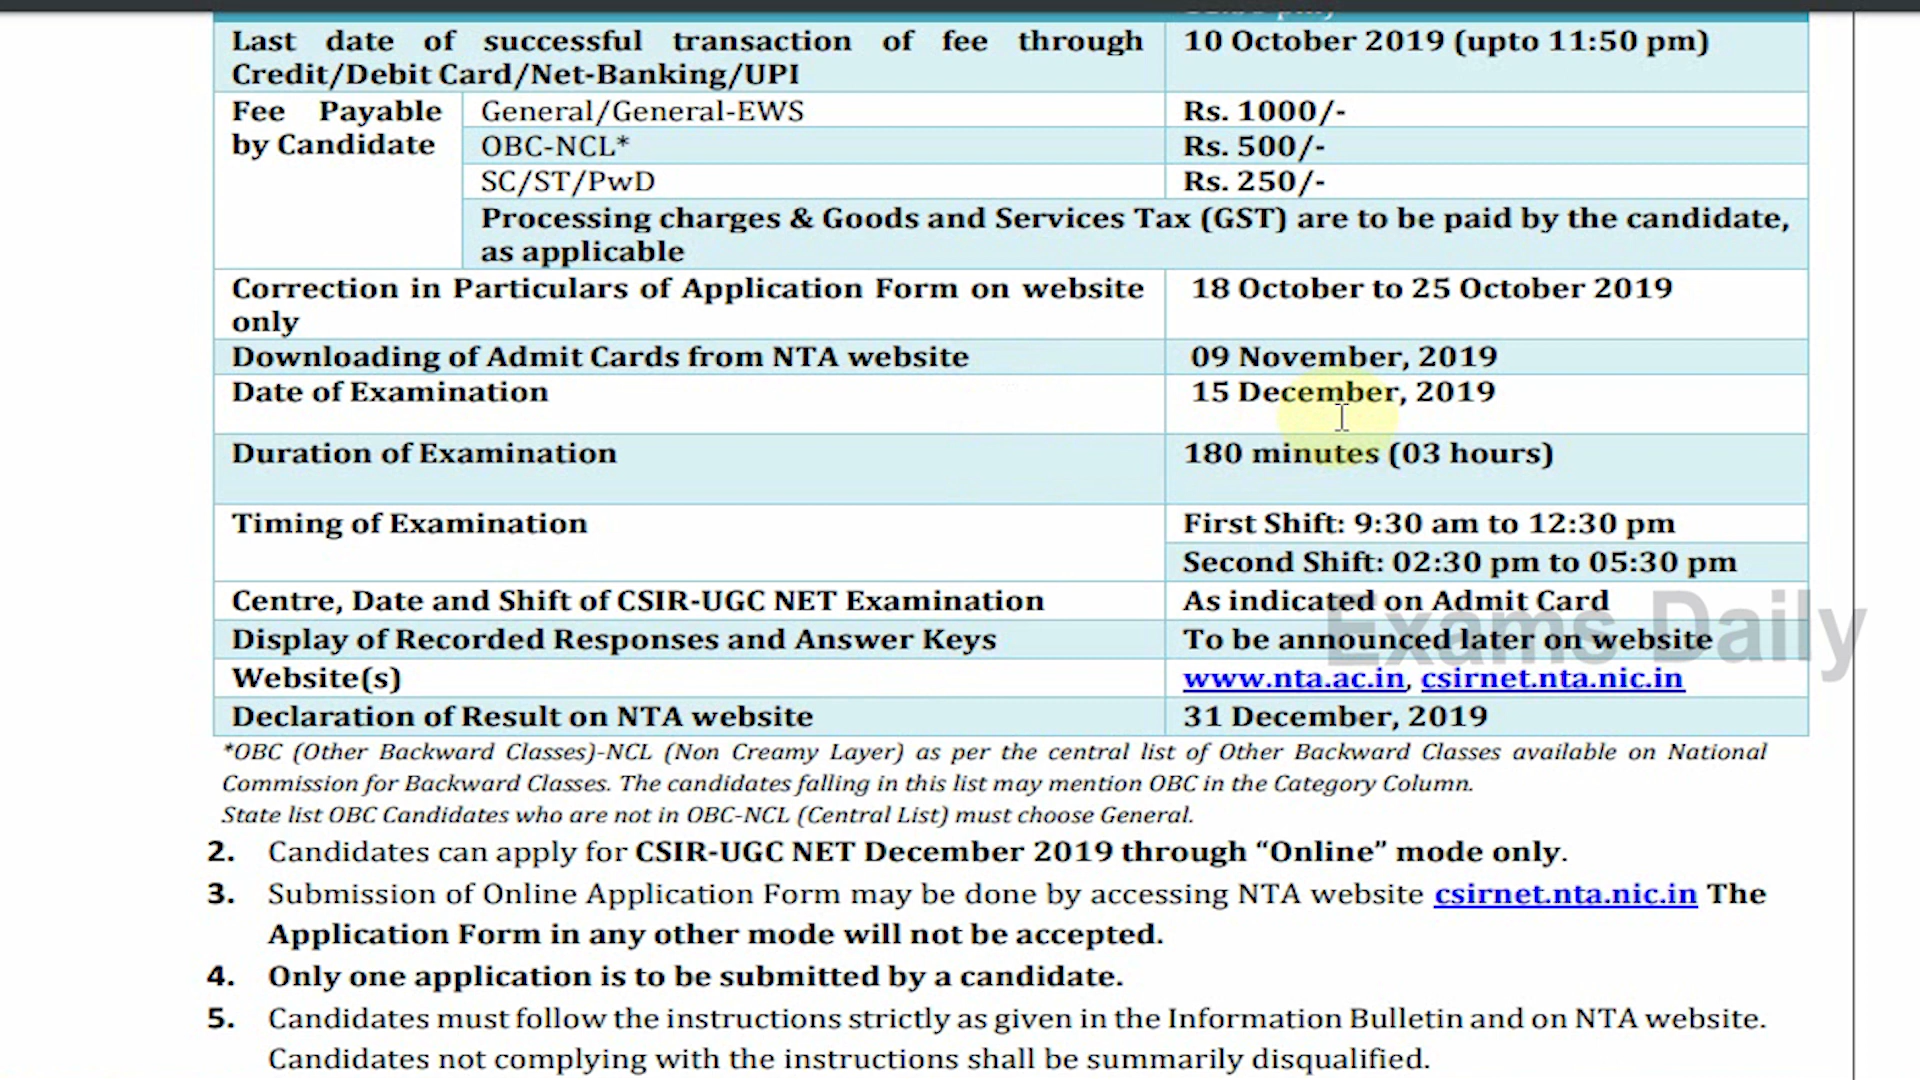 Last date of successful transaction of fee through
Credit/Debit Card/Net-Banking/UPI
10 October 2019 (upto 11:50 pm)
Fee Payable
by Candidate
General/General-EWS
Rs. 1000/-
OBC-NCL*
Rs. 500/-
SC/ST/PwD
Rs. 250/-
Processing charges & Goods and Services Tax (GST) are to be paid by the candidate,
as applicable
Correction in Particulars of Application Form on website
only
18 October to 25 October 2019
Downloading of Admit Cards from NTA website
09 November, 2019
Date of Examination
15 December, 2019
Duration of Examination
180 minutes (03 hours)
Timing of Examination
First Shift: 9:30 am to 12:30 pm
Second Shift: 02:30 pm to 05:30 pm
Centre, Date and Shift of CSIR-UGC NET Examination
As indicated on Admit Card
Display of Recorded Responses and Answer Keys
To be announced later on website
Exams Daily
Website(s)
www.nta.ac.in, csirnet.nta.nic.in
Declaration of Result on NTA website
31 December, 2019
*OBC (Other Backward Classes)-NCL (Non Creamy Layer) as per the central list of Other Backward Classes available on National
Commission for Backward Classes. The candidates falling in this list may mention OBC in the Category Column.
State list OBC Candidates who are not in OBC-NCL (Central List) must choose General.
2. Candidates can apply for CSIR-UGC NET December 2019 through “Online” mode only.
3. Submission of Online Application Form may be done by accessing NTA website csirnet.nta.nic.in The
Application Form in any other mode will not be accepted.
4. Only one application is to be submitted by a candidate.
5. Candidates must follow the instructions strictly as given in the Information Bulletin and on NTA website.
Candidates not complying with the instructions shall be summarily disqualified.